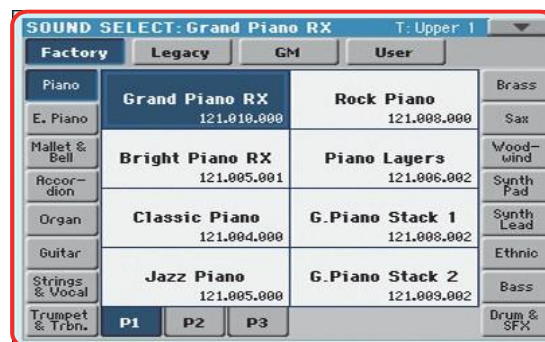 SOUND SELECT: Grand Piano RX T: Upper 1
Factory Legacy GM User
Piano
E. Piano
Mallet &
Bell
Accor-
dion
Organ
Guitar
Strings
& Vocal
Trumpet
& Trbn.
Grand Piano RX
121.010.000
Rock Piano
121.008.000
Bright Piano RX
121.005.001
Piano Layers
121.006.002
Classic Piano
121.004.000
G.Piano Stack 1
121.008.002
Jazz Piano
121.005.000
G.Piano Stack 2
121.009.002
P1 P2 P3
Brass
Sax
Wood-
wind
Synth
Pad
Synth
Lead
Ethnic
Bass
Drum &
SFX